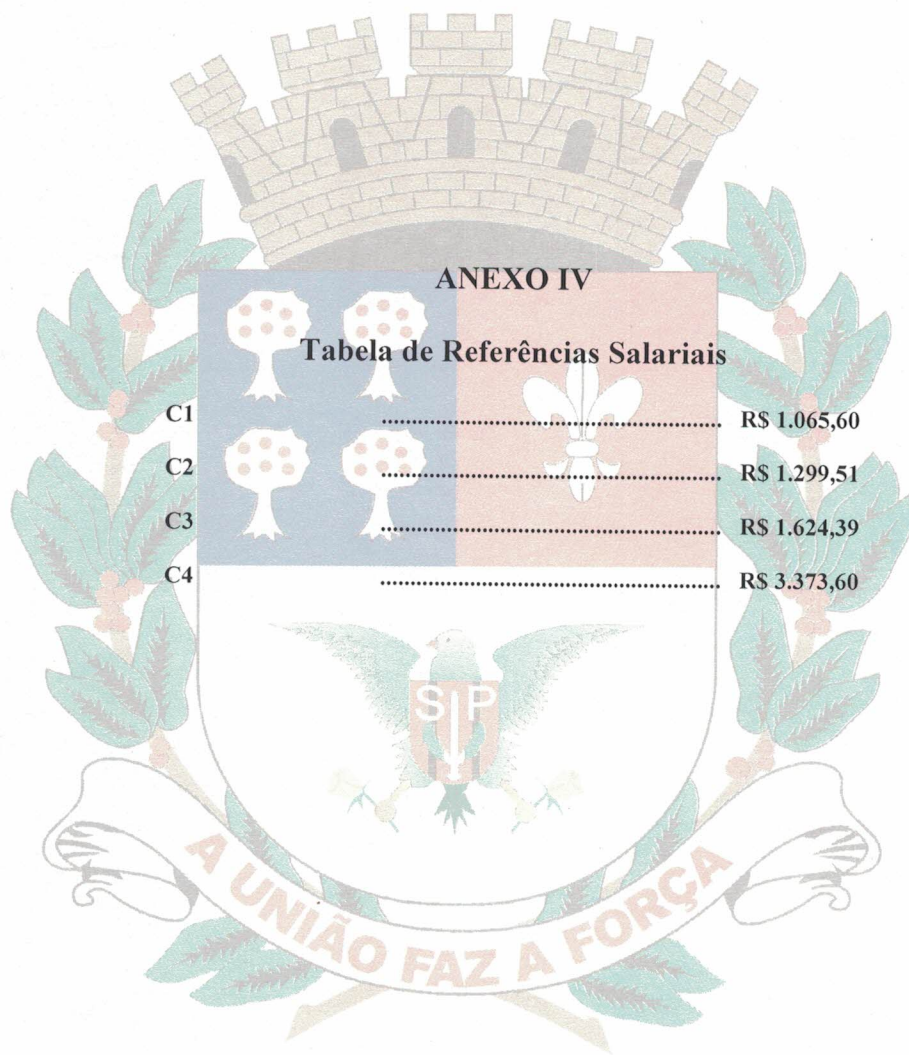 ANEXO IV
Tabela de Referências Salariais
C1 ................................................................ R$ 1.065,60
C2 ................................................................ R$ 1.299,51
C3 ................................................................ R$ 1.624,39
C4 ................................................................ R$ 3.373,60
SP
A UNIÃO FAZ A FORÇA